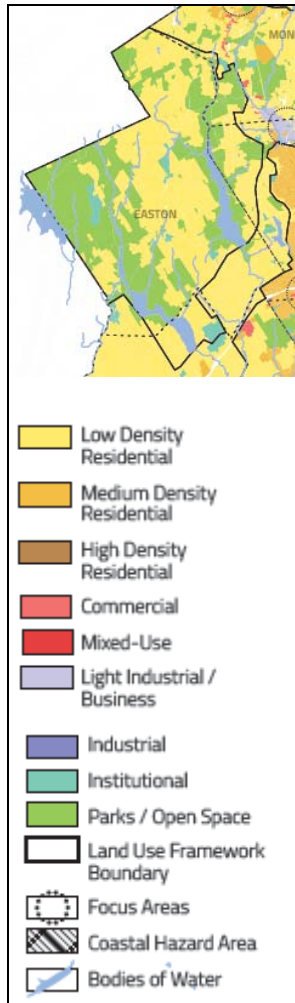 MON
EASTON
Low Density
Residential
Medium Density
Residential
High Density
Residential
Commercial
Mixed-Use
Light Industrial /
Business
Industrial
Institutional
Parks / Open Space
Land Use Framework
Boundary
Focus Areas
Coastal Hazard Area
Bodies of Water